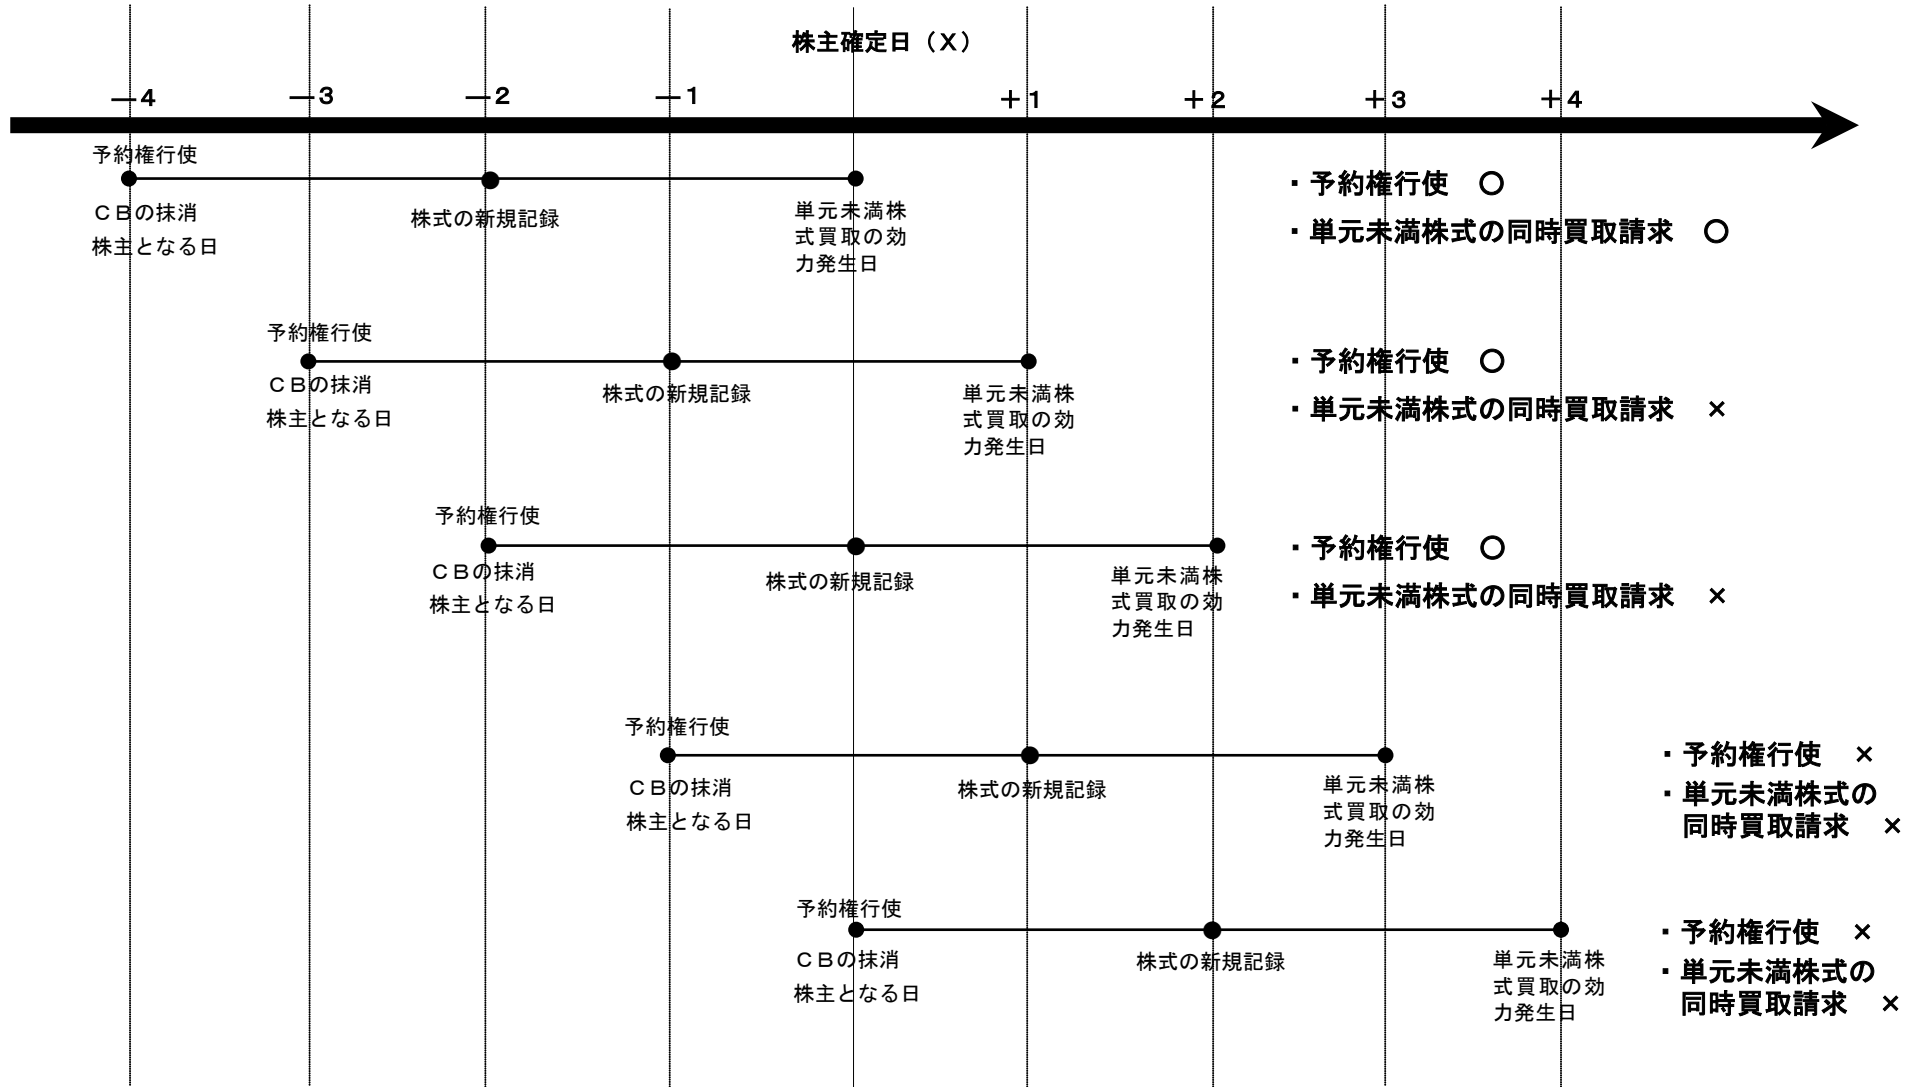 株主確定日（X）
―4
―3
―2
―1
＋1
＋2
＋3
＋4
予約権行使
ＣＢの抹消
株主となる日
株式の新規記録
単元未満株
式買取の効
力発生日
・予約権行使　○
・単元未満株式の同時買取請求　○
予約権行使
ＣＢの抹消
株主となる日
株式の新規記録
単元未満株
式買取の効
力発生日
・予約権行使　○
・単元未満株式の同時買取請求　×
予約権行使
ＣＢの抹消
株主となる日
株式の新規記録
単元未満株
式買取の効
力発生日
・予約権行使　○
・単元未満株式の同時買取請求　×
予約権行使
ＣＢの抹消
株主となる日
株式の新規記録
単元未満株
式買取の効
力発生日
・予約権行使　×
・単元未満株式の
同時買取請求　×
予約権行使
ＣＢの抹消
株主となる日
株式の新規記録
単元未満株
式買取の効
力発生日
・予約権行使　×
・単元未満株式の
同時買取請求　×